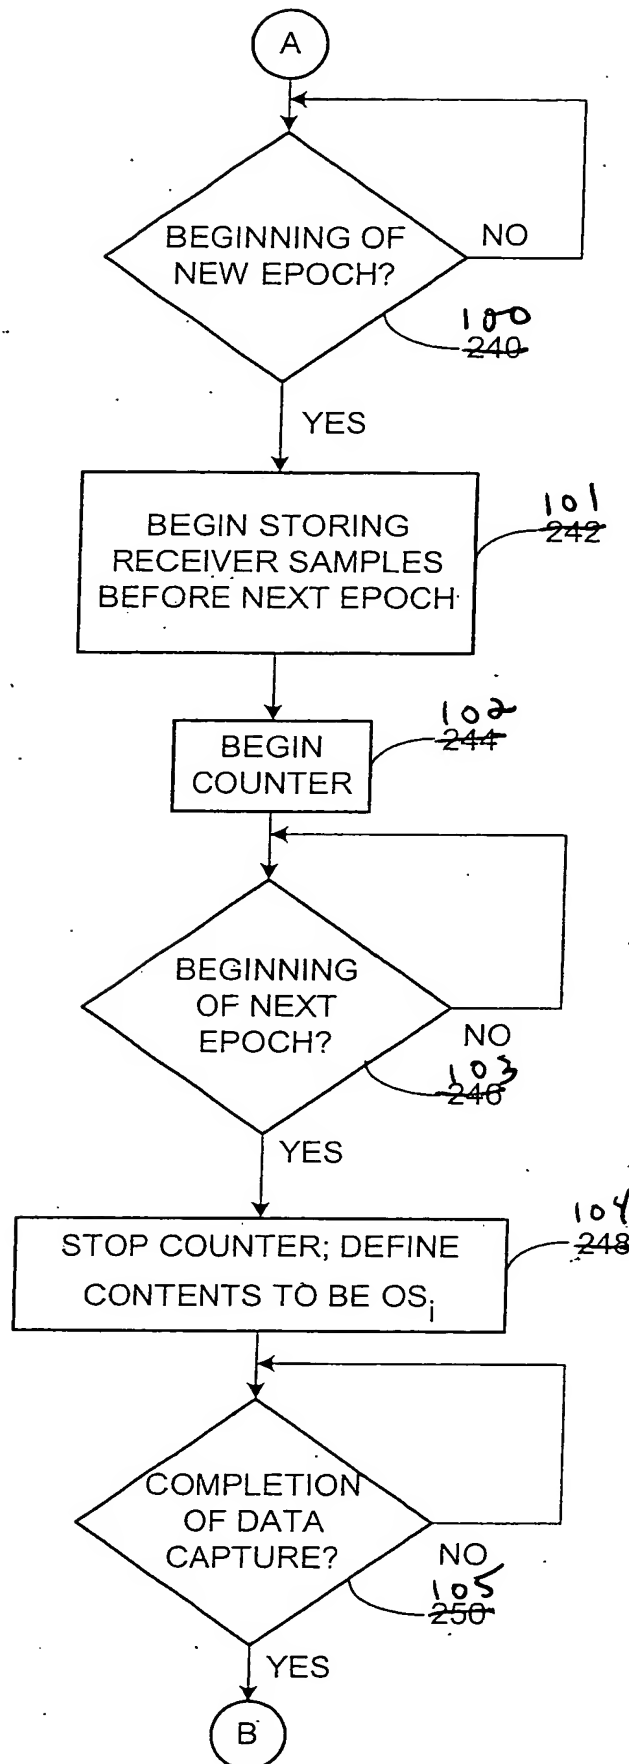 A
BEGINNING OF
NEW EPOCH?
NO
100
240
YES
BEGIN STORING
RECEIVER SAMPLES
BEFORE NEXT EPOCH
101
242
BEGIN
COUNTER
102
244
BEGINNING
OF NEXT
EPOCH?
NO
103
246
YES
STOP COUNTER; DEFINE
CONTENTS TO BE OSi
104
248
COMPLETION
OF DATA
CAPTURE?
NO
105
250
YES
B